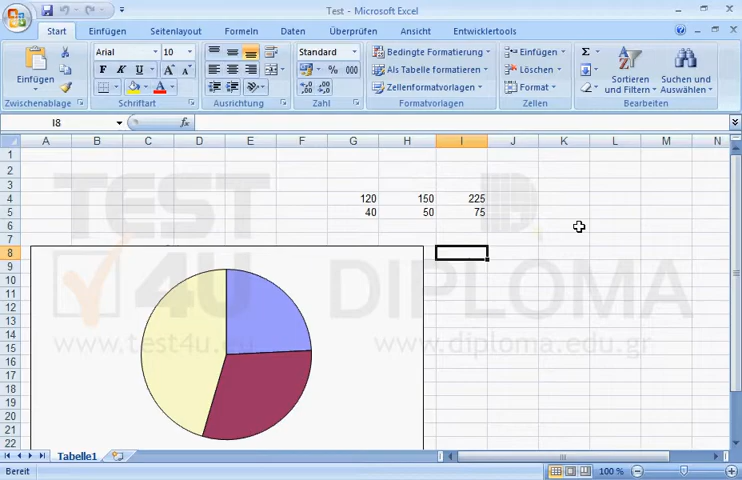 Test - Microsoft Excel
Start Einfügen Seitenlayout Formeln Daten Überprüfen Ansicht Entwicklertools
Arial 10 Standard Bedingte Formatierung Einfügen Σ
F K U A A % 000 Als Tabelle formatieren Löschen
Einfügen A Zellenformatvorlagen Format Sortieren und Filtern Suchen und Auswählen
Zwischenablage Schriftart Ausrichtung Zahl Formatvorlagen Zellen Bearbeiten
I8 fx
A B C D E F G H I J K L M N
1
2
3
4 120 150 225
5 40 50 75
6
7
8
9
10
11
12
13
14
15
16
17
18
19
20
21
22
TEST
4U DIPLOMA
www.test4u.eu www.diploma.edu.gr
Tabelle1
Bereit 100 %